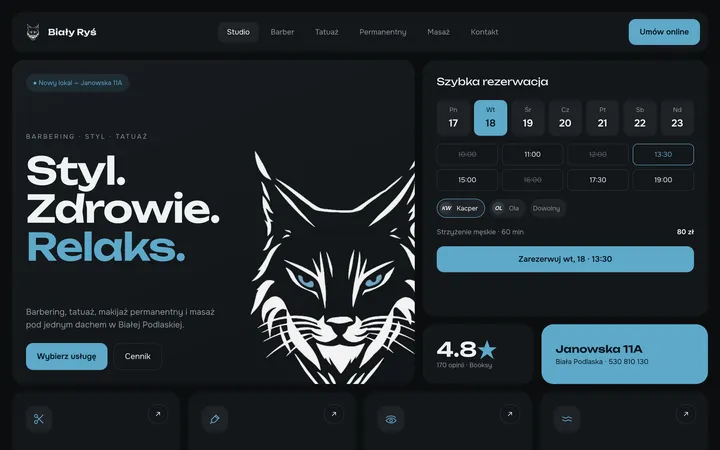 Biały Ryś
Studio
Barber
Tatuaż
Permanentny
Masaż
Kontakt
Umów online
Nowy lokal — Janowska 11A
BARBERING · STYL · TATUAŻ
Styl.
Zdrowie.
Relaks.
Barbering, tatuaż, makijaż permanentny i masaż
pod jednym dachem w Białej Podlaskiej.
Wybierz usługę
Cennik
Szybka rezerwacja
Pn Wt Śr Cz Pt Sb Nd
17 18 19 20 21 22 23
10:00 11:00 12:00 13:30
15:00 16:00 17:30 19:00
KW Kacper OL Ola Dowolny
Strzyżenie męskie · 60 min 80 zł
Zarezerwuj wt, 18 · 13:30
4.8★
170 opinii · Booksy
Janowska 11A
Biała Podlaska · 530 810 130